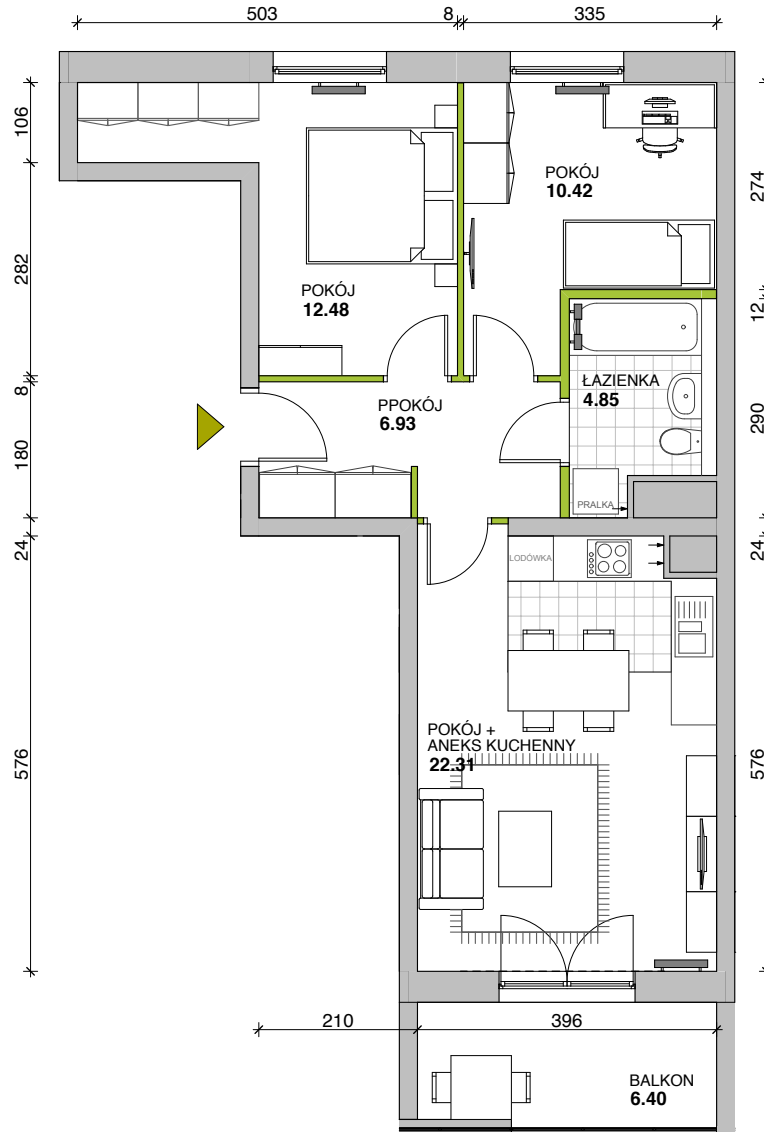 503
8
335
106
282
8
180
24
576
274
12
290
24
576
POKÓJ
10.42
POKÓJ
12.48
ŁAZIENKA
4.85
PPOKÓJ
6.93
PRALKA
LODÓWKA
POKÓJ +
ANEKS KUCHENNY
22.31
210
396
BALKON
6.40